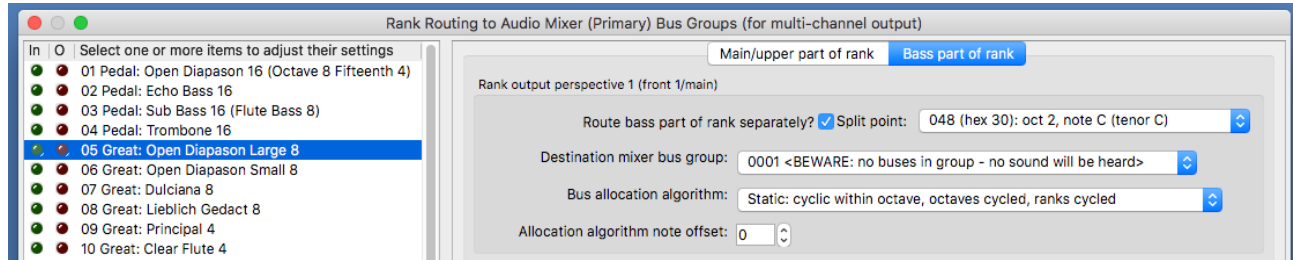 Rank Routing to Audio Mixer (Primary) Bus Groups (for multi-channel output)
In O Select one or more items to adjust their settings
01 Pedal: Open Diapason 16 (Octave 8 Fifteenth 4)
02 Pedal: Echo Bass 16
03 Pedal: Sub Bass 16 (Flute Bass 8)
04 Pedal: Trombone 16
05 Great: Open Diapason Large 8
06 Great: Open Diapason Small 8
07 Great: Dulciana 8
08 Great: Lieblich Gedact 8
09 Great: Principal 4
10 Great: Clear Flute 4
Main/upper part of rank Bass part of rank
Rank output perspective 1 (front 1/main)
Route bass part of rank separately? Split point: 048 (hex 30): oct 2, note C (tenor C)
Destination mixer bus group: 0001 <BEWARE: no buses in group - no sound will be heard>
Bus allocation algorithm: Static: cyclic within octave, octaves cycled, ranks cycled
Allocation algorithm note offset: 0